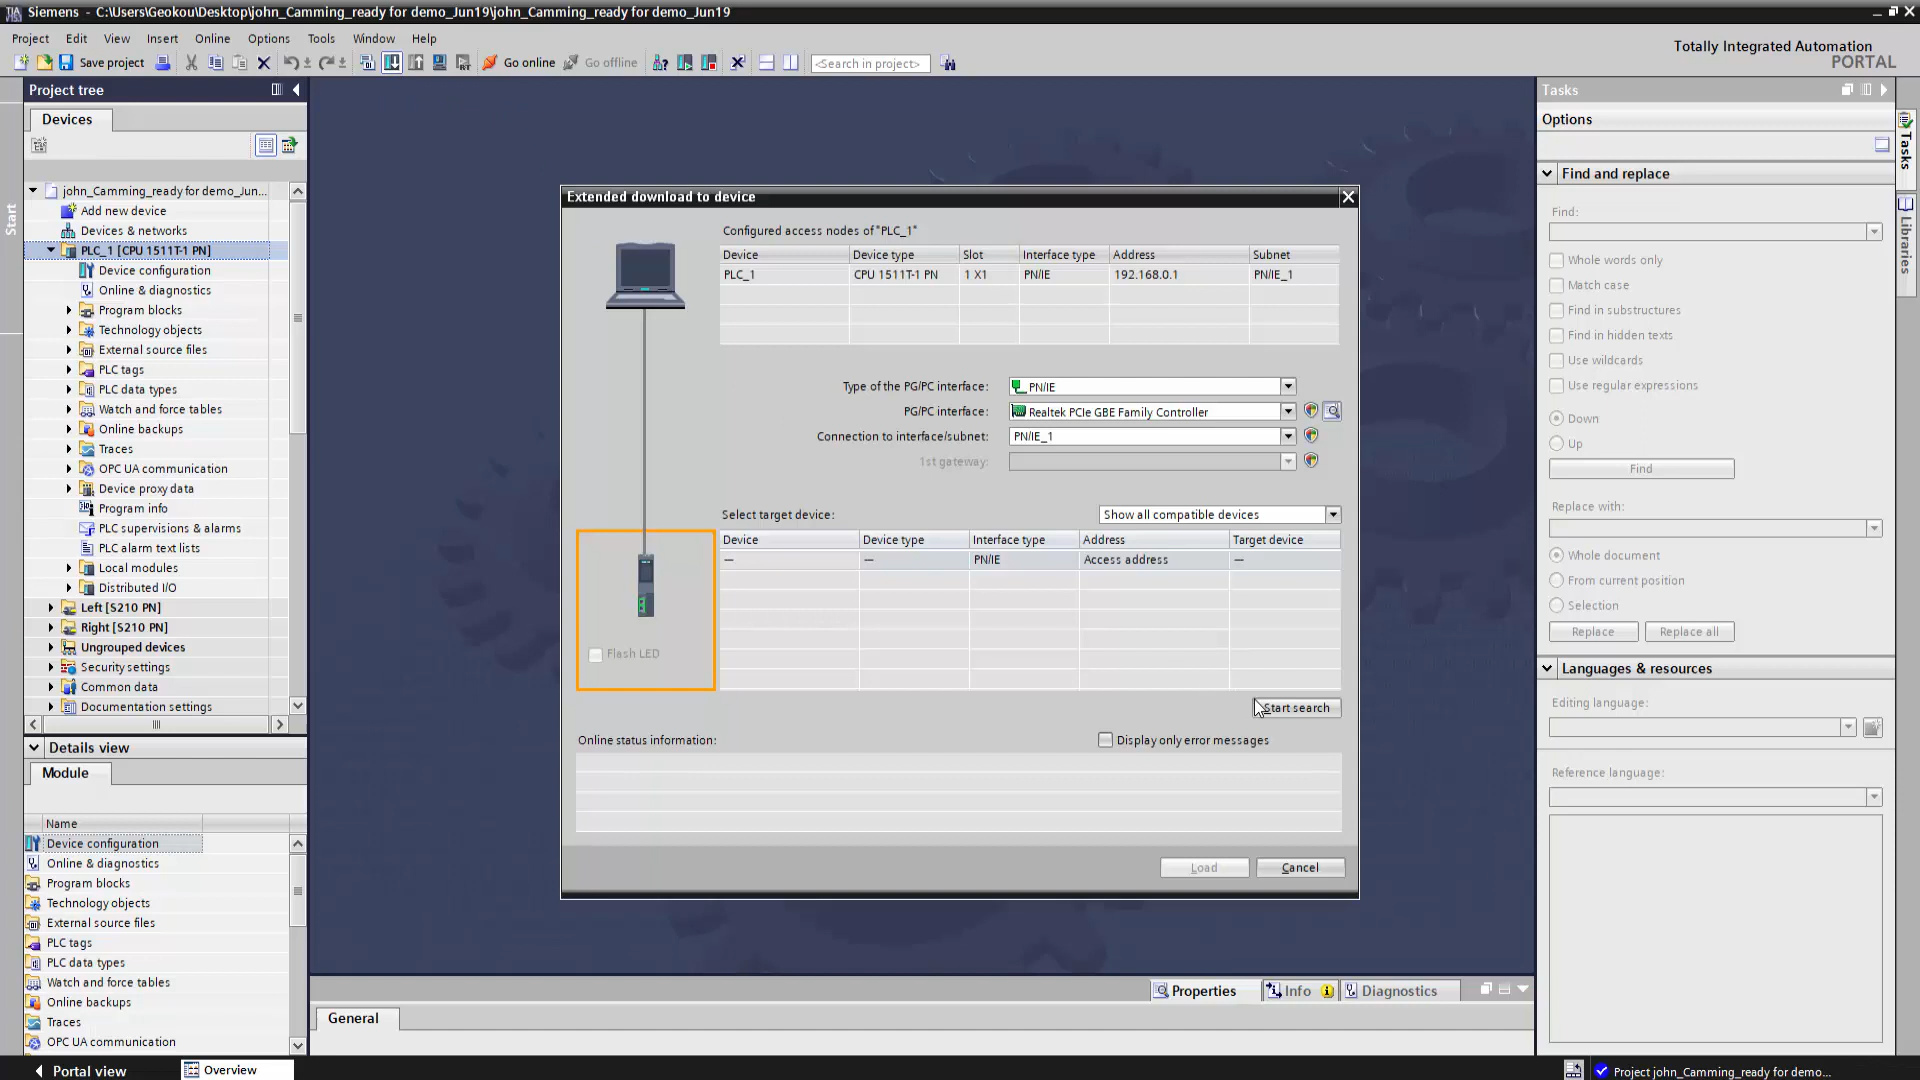 Siemens - C:\Users\Geokou\Desktop\john_Camming_ready for demo_Jun19\john_Camming_ready for demo_Jun19
Project Edit View Insert Online Options Tools Window Help
Totally Integrated Automation
PORTAL
Save project Go online Go offline <Search in project>
Project tree
Devices
Start
john_Camming_ready for demo_Jun...
Add new device
Devices & networks
PLC_1 [CPU 1511T-1 PN]
Device configuration
Online & diagnostics
Program blocks
Technology objects
External source files
PLC tags
PLC data types
Watch and force tables
Online backups
Traces
OPC UA communication
Device proxy data
Program info
PLC supervisions & alarms
PLC alarm text lists
Local modules
Distributed I/O
Left [S210 PN]
Right [S210 PN]
Ungrouped devices
Security settings
Common data
Documentation settings
Details view
Module
Name
Device configuration
Online & diagnostics
Program blocks
Technology objects
External source files
PLC tags
PLC data types
Watch and force tables
Online backups
Traces
OPC UA communication
Extended download to device
Configured access nodes of "PLC_1"
Device Device type Slot Interface type Address Subnet
PLC_1 CPU 1511T-1 PN 1 X1 PN/IE 192.168.0.1 PN/IE_1
Type of the PG/PC interface: PN/IE
PG/PC interface: Realtek PCIe GBE Family Controller
Connection to interface/subnet: PN/IE_1
1st gateway:
Select target device: Show all compatible devices
Device Device type Interface type Address Target device
— — PN/IE Access address —
Flash LED
Start search
Online status information: Display only error messages
Load Cancel
Properties Info Diagnostics
General
Tasks
Options
Find and replace
Find:
Whole words only
Match case
Find in substructures
Find in hidden texts
Use wildcards
Use regular expressions
Down
Up
Find
Replace with:
Whole document
From current position
Selection
Replace Replace all
Languages & resources
Editing language:
Reference language:
Tasks
Libraries
Portal view Overview
Project john_Camming_ready for demo...